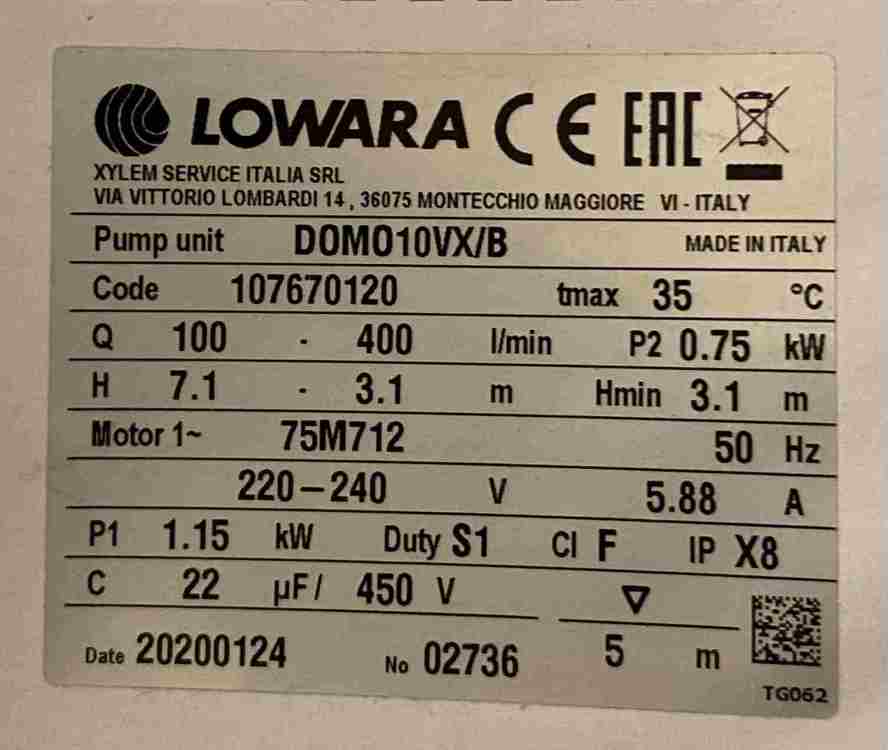 LOWARA CE EAC
XYLEM SERVICE ITALIA SRL
VIA VITTORIO LOMBARDI 14 , 36075 MONTECCHIO MAGGIORE VI - ITALY
Pump unit DOMO10VX/B MADE IN ITALY
Code 107670120 tmax 35 °C
Q 100 - 400 l/min P2 0.75 kW
H 7.1 - 3.1 m Hmin 3.1 m
Motor 1~ 75M712 50 Hz
220-240 V 5.88 A
P1 1.15 kW Duty S1 Cl F IP X8
C 22 µF/ 450 V
Date 20200124 No 02736 5 m
TG062